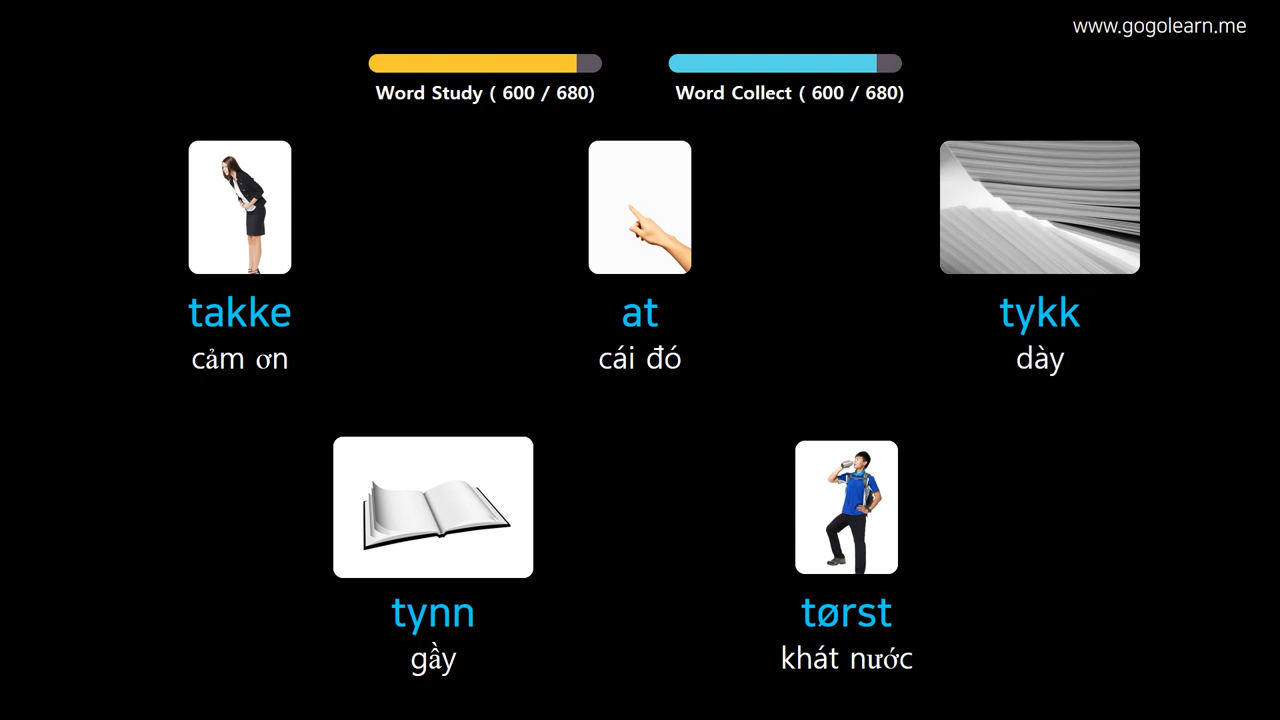 www.gogolearn.me
Word Study ( 600 / 680)
Word Collect ( 600 / 680)
takke
cảm ơn
at
cái đó
tykk
dày
tynn
gầy
tørst
khát nước